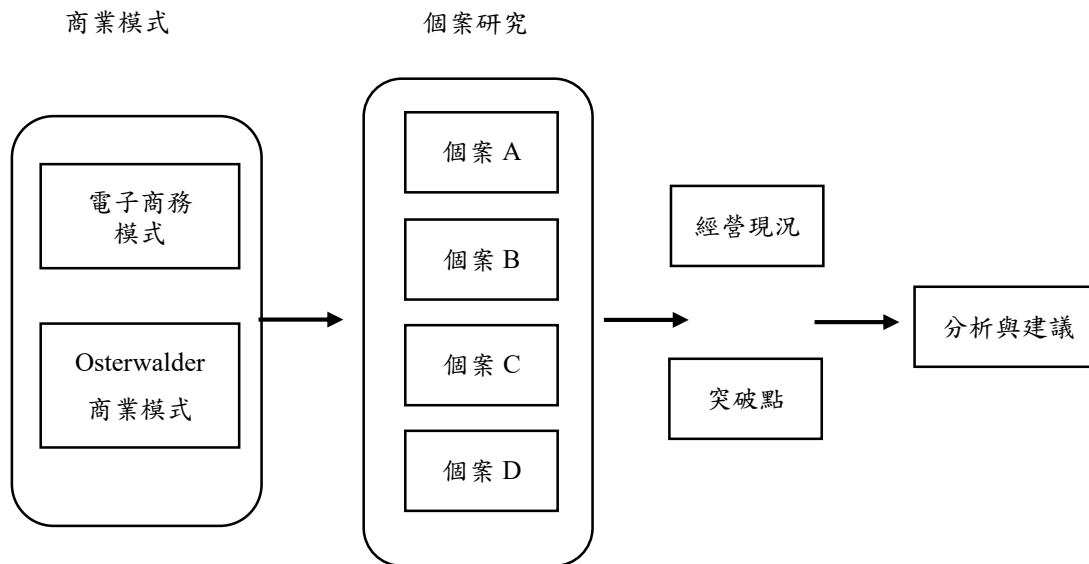 商業模式
個案研究
電子商務
模式
Osterwalder
商業模式
個案 A
個案 B
個案 C
個案 D
經營現況
突破點
分析與建議